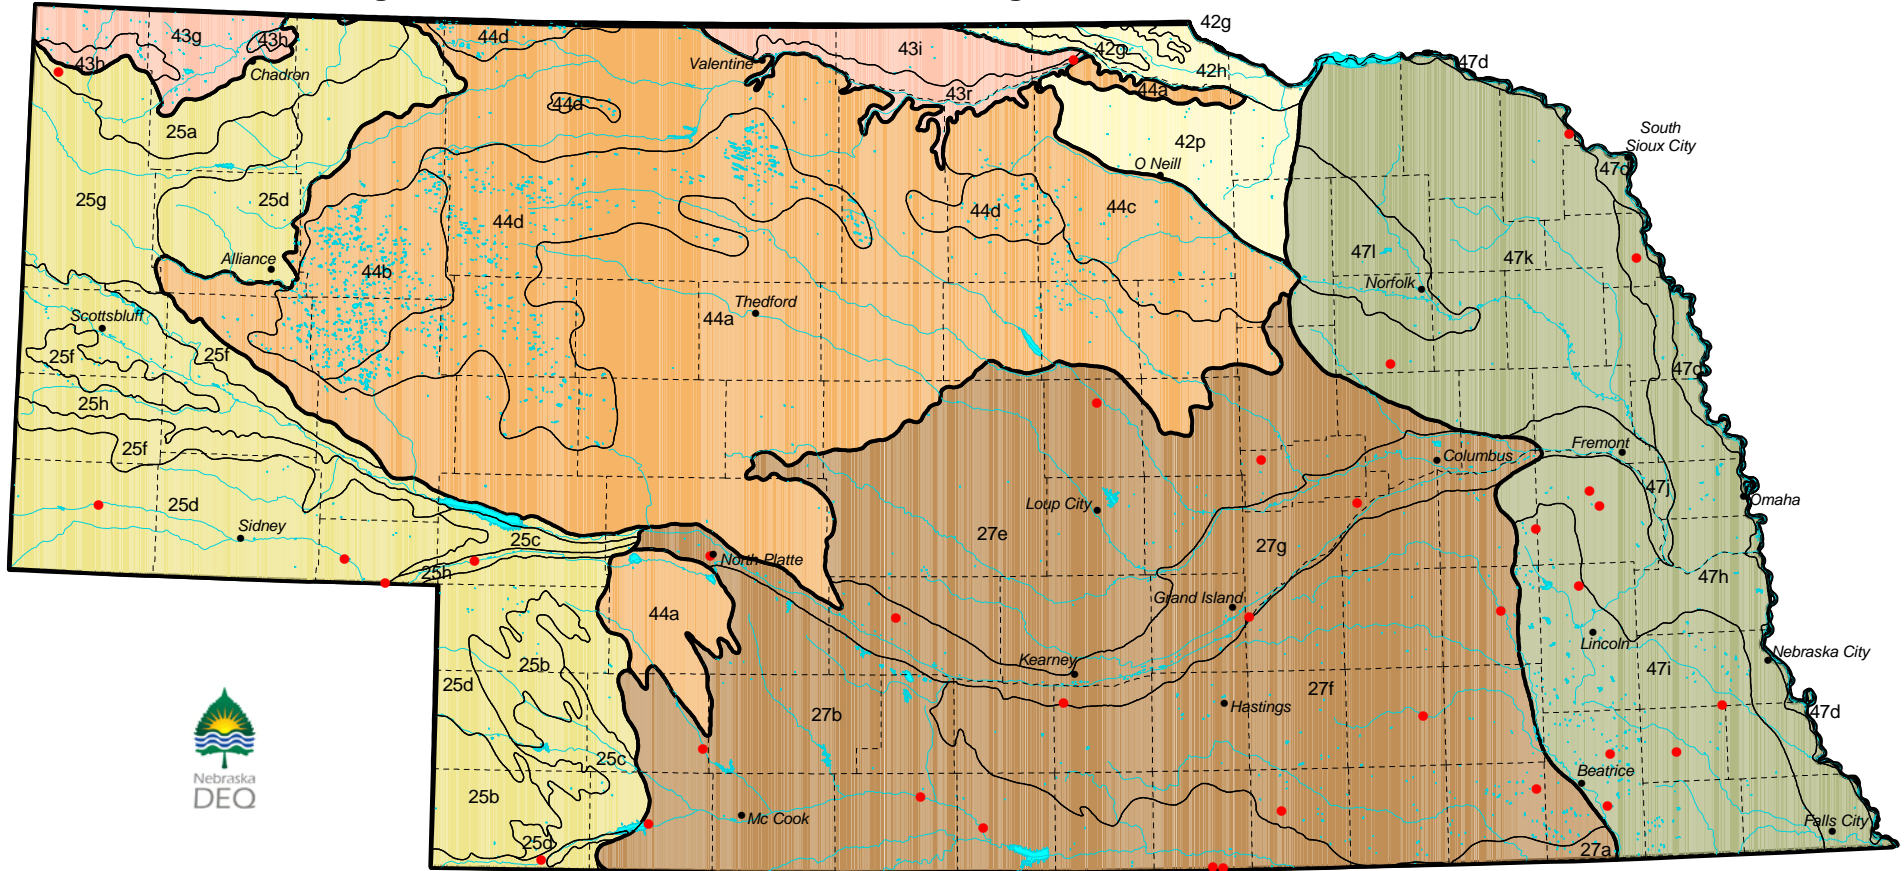 42g
43g
43h
44d
43i
42g
43h
Chadron
Valentine
42h
47d
43r
44a
44d
25a
42p
South
Sioux City
O Neill
47d
25g
25d
44d
44d
44c
47l
47k
Alliance
44b
Norfolk
Scottsbluff
Thedford
44a
25f
25f
47d
25h
25f
Fremont
Columbus
25d
47j
Omaha
Loup City
Sidney
25c
27e
27g
North Platte
25h
47h
Grand Island
44a
Lincoln
Nebraska City
25b
Kearney
47i
25d
27f
Hastings
27b
47d
25c
Nebraska
DEQ
Beatrice
25b
Mc Cook
Falls City
25d
27a